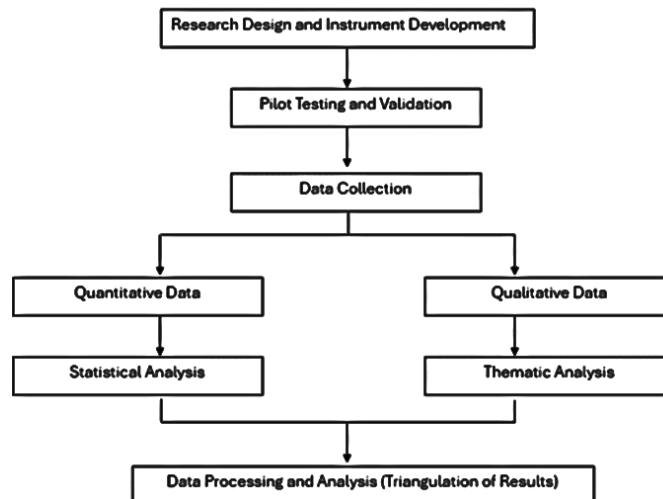 Research Design and Instrument Development
Pilot Testing and Validation
Data Collection
Quantitative Data
Qualitative Data
Statistical Analysis
Thematic Analysis
Data Processing and Analysis (Triangulation of Results)